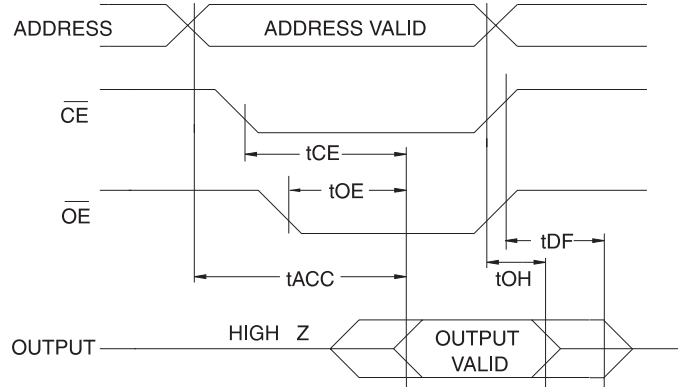 ADDRESS
ADDRESS VALID
CE
tCE
OE
tOE
tDF
tACC
tOH
OUTPUT
HIGH Z
OUTPUT
VALID